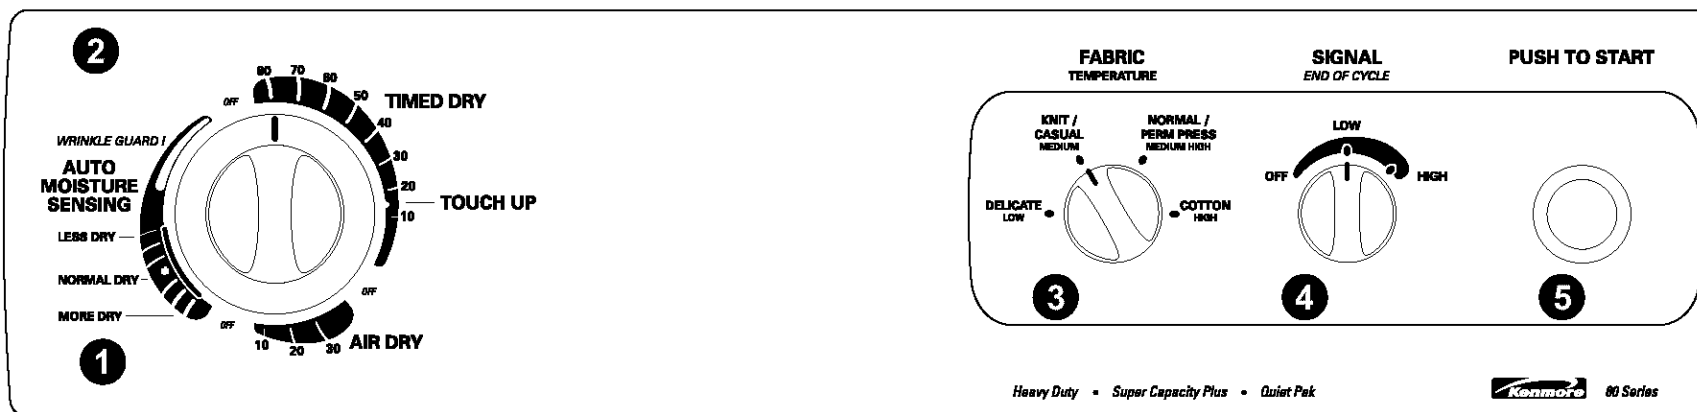 2
80
70
60
50
40
30
20
10
OFF
TIMED DRY
WRINKLE GUARD I
AUTO
MOISTURE
SENSING
TOUCH UP
LESS DRY
NORMAL DRY
MORE DRY
OFF
OFF
10
20
30
AIR DRY
1
FABRIC
TEMPERATURE
KNIT /
CASUAL
MEDIUM
NORMAL /
PERM PRESS
MEDIUM HIGH
DELICATE
LOW
COTTON
HIGH
3
SIGNAL
END OF CYCLE
LOW
OFF
HIGH
4
PUSH TO START
5
Heavy Duty • Super Capacity Plus • Quiet Pak
Kenmore
80 Series